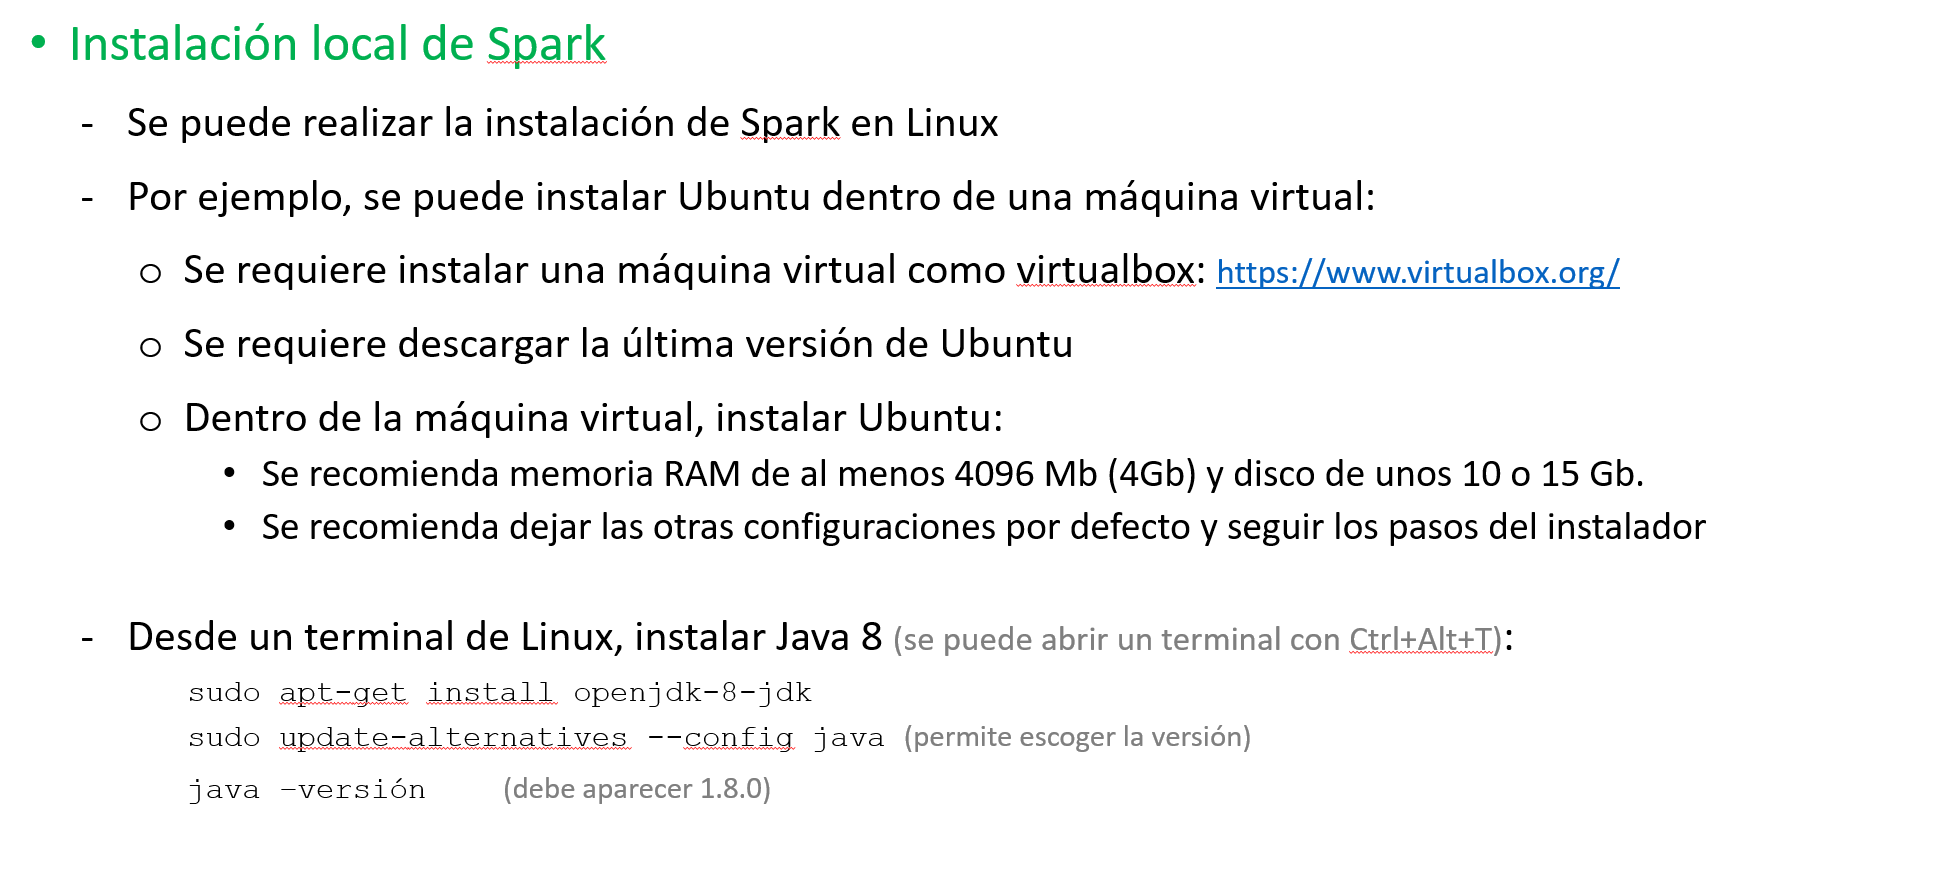 • Instalación local de Spark
- Se puede realizar la instalación de Spark en Linux
- Por ejemplo, se puede instalar Ubuntu dentro de una máquina virtual:
o Se requiere instalar una máquina virtual como virtualbox: https://www.virtualbox.org/
o Se requiere descargar la última versión de Ubuntu
o Dentro de la máquina virtual, instalar Ubuntu:
• Se recomienda memoria RAM de al menos 4096 Mb (4Gb) y disco de unos 10 o 15 Gb.
• Se recomienda dejar las otras configuraciones por defecto y seguir los pasos del instalador
- Desde un terminal de Linux, instalar Java 8 (se puede abrir un terminal con Ctrl+Alt+T):
sudo apt-get install openjdk-8-jdk
sudo update-alternatives --config java (permite escoger la versión)
java –versión (debe aparecer 1.8.0)